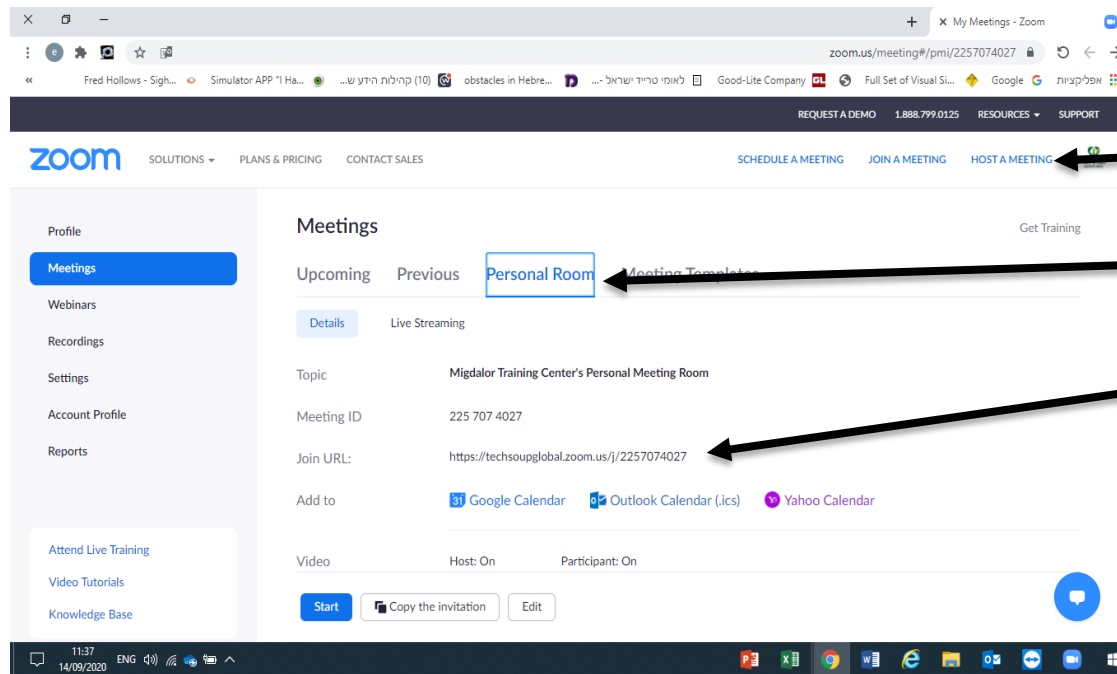 My Meetings - Zoom
zoom.us/meeting#/pmi/2257074027
e
« Fred Hollows - Sigh... Simulator APP "I Ha... (10) קהילות הידע ש... obstacles in Hebre... לאומי טרייד ישראל -... Good-Lite Company GL Full Set of Visual Si... Google G אפליקציות
REQUEST A DEMO 1.888.799.0125 RESOURCES SUPPORT
zoom SOLUTIONS PLANS & PRICING CONTACT SALES SCHEDULE A MEETING JOIN A MEETING HOST A MEETING
Profile
Meetings
Webinars
Recordings
Settings
Account Profile
Reports
Attend Live Training
Video Tutorials
Knowledge Base
Meetings
Get Training
Upcoming Previous Personal Room Meeting Templates
Details Live Streaming
Topic Migdalor Training Center's Personal Meeting Room
Meeting ID 225 707 4027
Join URL: https://techsoupglobal.zoom.us/j/2257074027
Add to 31 Google Calendar Outlook Calendar (.ics) Yahoo Calendar
Video Host: On Participant: On
Start Copy the invitation Edit
11:37
14/09/2020
ENG